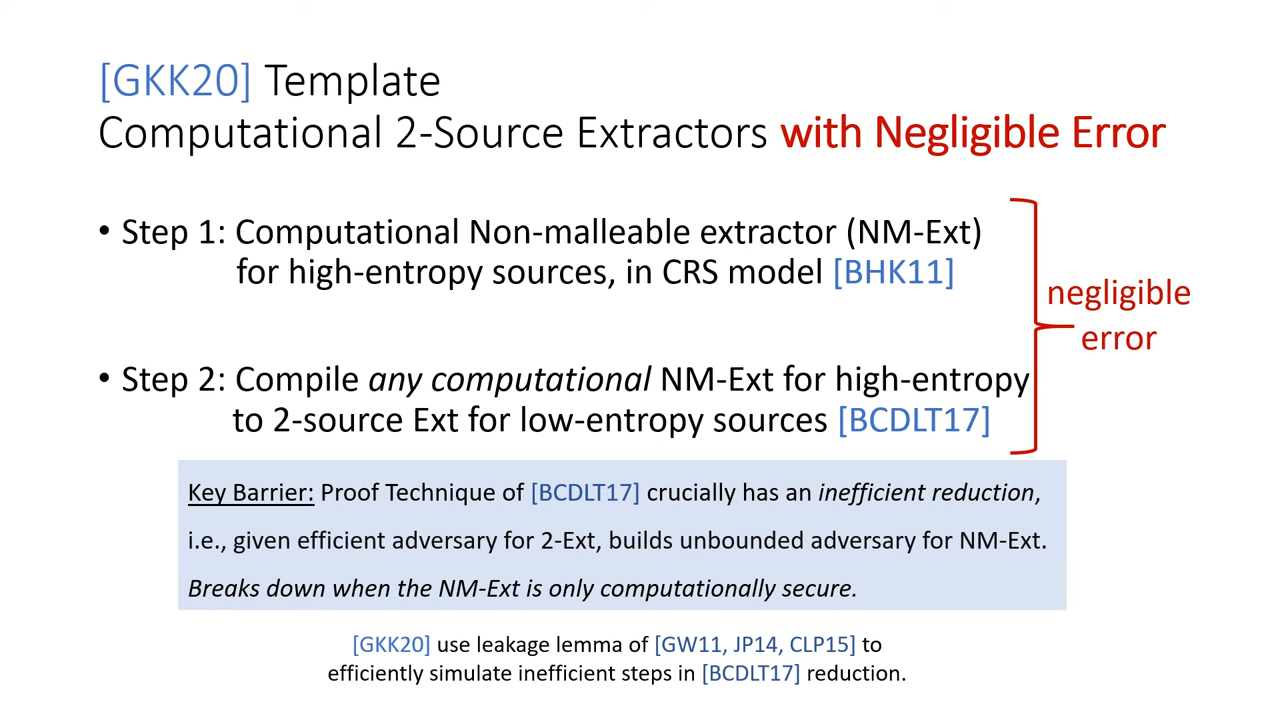 [GKK20] Template
Computational 2-Source Extractors with Negligible Error
• Step 1: Computational Non-malleable extractor (NM-Ext)
for high-entropy sources, in CRS model [BHK11]
negligible
error
• Step 2: Compile any computational NM-Ext for high-entropy
to 2-source Ext for low-entropy sources [BCDLT17]
Key Barrier: Proof Technique of [BCDLT17] crucially has an inefficient reduction,
i.e., given efficient adversary for 2-Ext, builds unbounded adversary for NM-Ext.
Breaks down when the NM-Ext is only computationally secure.
[GKK20] use leakage lemma of [GW11, JP14, CLP15] to
efficiently simulate inefficient steps in [BCDLT17] reduction.